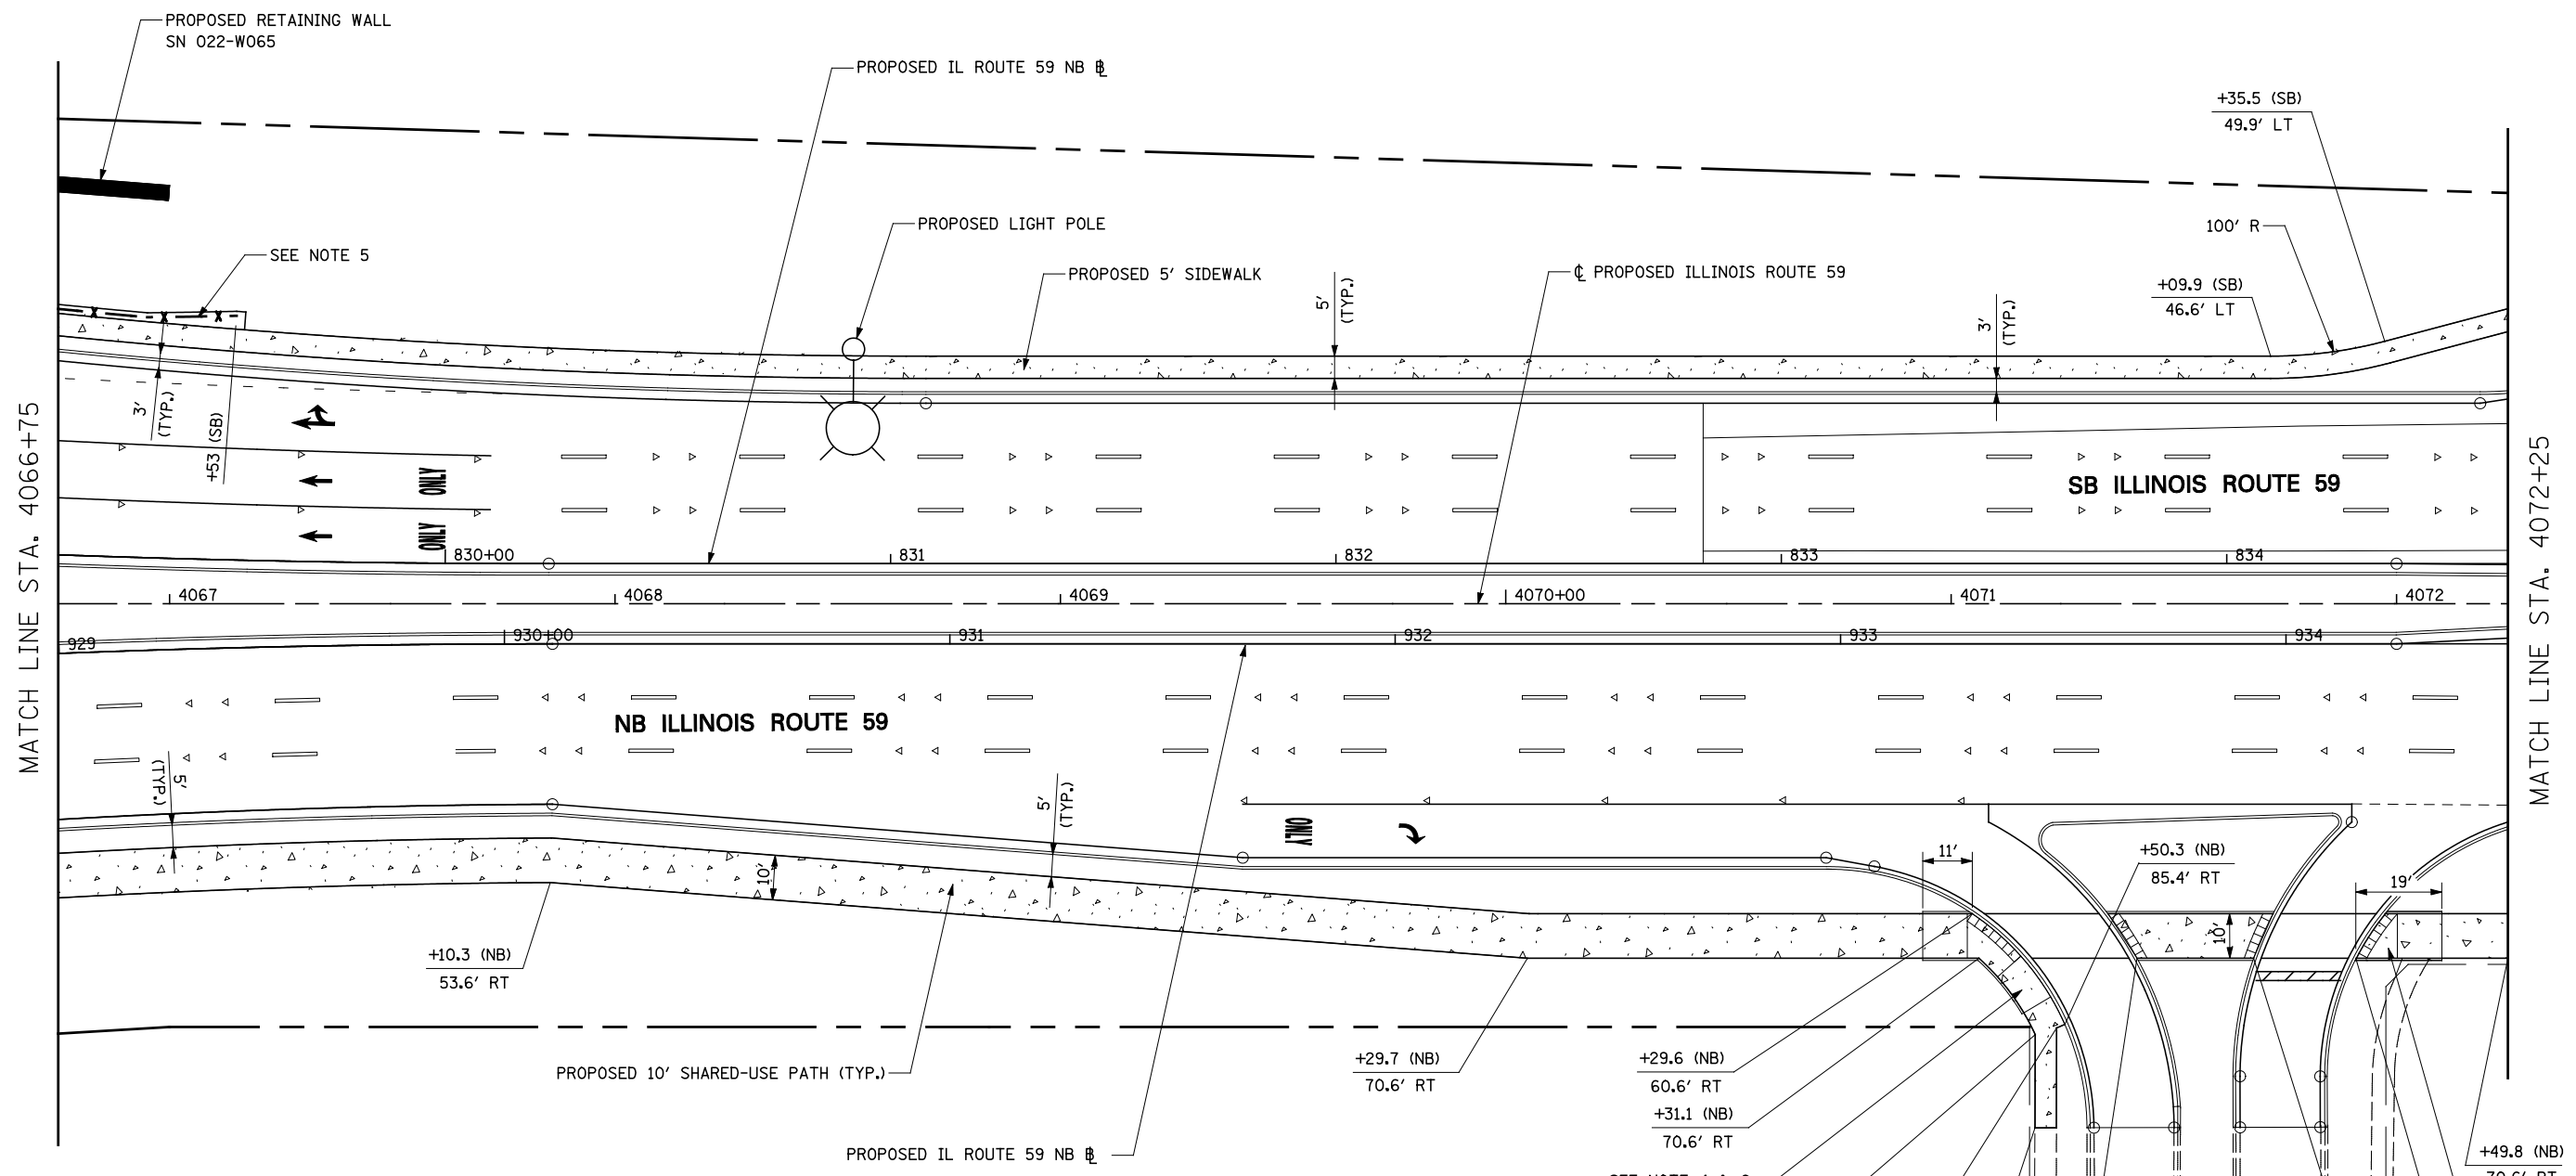 PROPOSED RETAINING WALL
SN 022-W065
PROPOSED IL ROUTE 59 NB ⅊
+35.5 (SB)
49.9' LT
PROPOSED LIGHT POLE
100' R
SEE NOTE 5
PROPOSED 5' SIDEWALK
℄ PROPOSED ILLINOIS ROUTE 59
+09.9 (SB)
46.6' LT
5'
(TYP.)
3'
(TYP.)
3'
(TYP.)
+53 (SB)
MATCH LINE STA. 4066+75
MATCH LINE STA. 4072+25
ONLY
ONLY
SB ILLINOIS ROUTE 59
830+00
831
832
833
834
4067
4068
4069
4070+00
4071
4072
929
930+00
931
932
933
934
NB ILLINOIS ROUTE 59
5'
(TYP.)
5'
(TYP.)
ONLY
10'
11'
+50.3 (NB)
85.4' RT
19'
10'
+10.3 (NB)
53.6' RT
PROPOSED 10' SHARED-USE PATH (TYP.)
+29.7 (NB)
70.6' RT
+29.6 (NB)
60.6' RT
+31.1 (NB)
70.6' RT
PROPOSED IL ROUTE 59 NB ⅊
+49.8 (NB)
70.6' RT